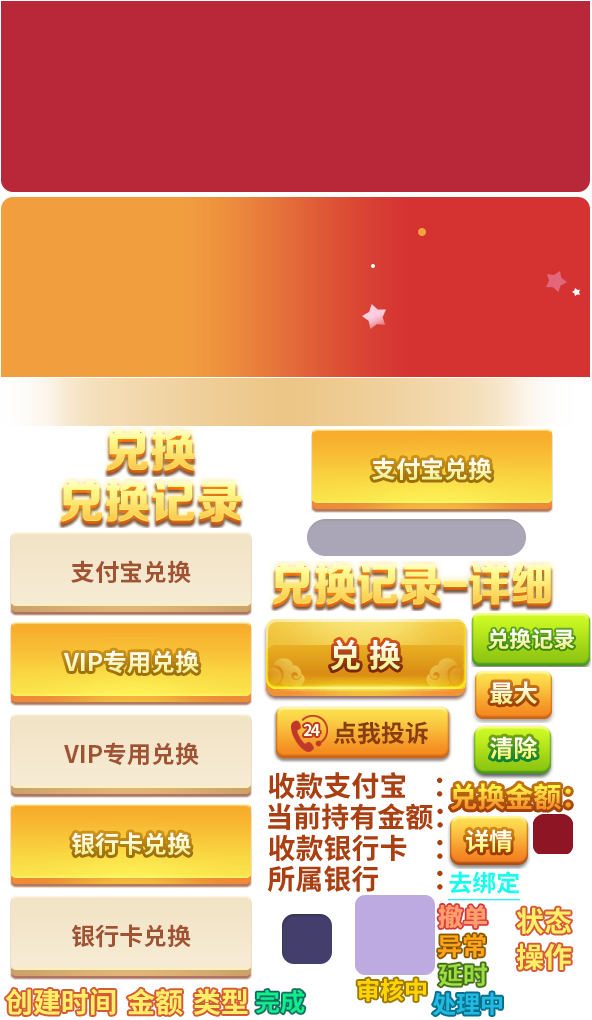 兑换
支付宝兑换
兑换记录
支付宝兑换
兑换记录-详细
VIP专用兑换
兑换
兑换记录
最大
VIP专用兑换
24
点我投诉
清除
收款支付宝 :
兑换金额:
当前持有金额:
银行卡兑换
收款银行卡 :
详情
所属银行 :
去绑定
银行卡兑换
撤单
状态
异常
操作
延时
审核中
处理中
创建时间
金额
类型
完成